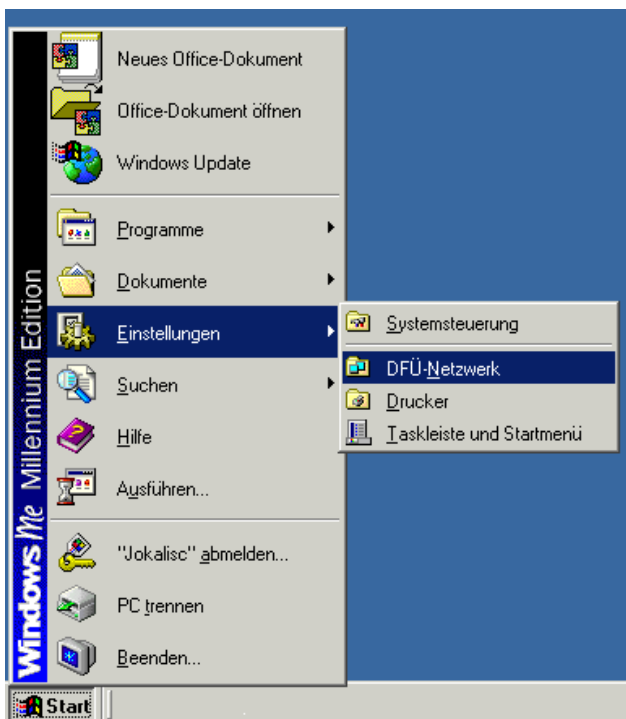 Neues Office-Dokument
Office-Dokument öffnen
Windows Update
Programme
Dokumente
Einstellungen
Suchen
Hilfe
Ausführen...
"Jokalisc" abmelden...
PC trennen
Beenden...
Systemsteuerung
DFÜ-Netzwerk
Drucker
Taskleiste und Startmenü
Windows Me Millennium Edition
Start